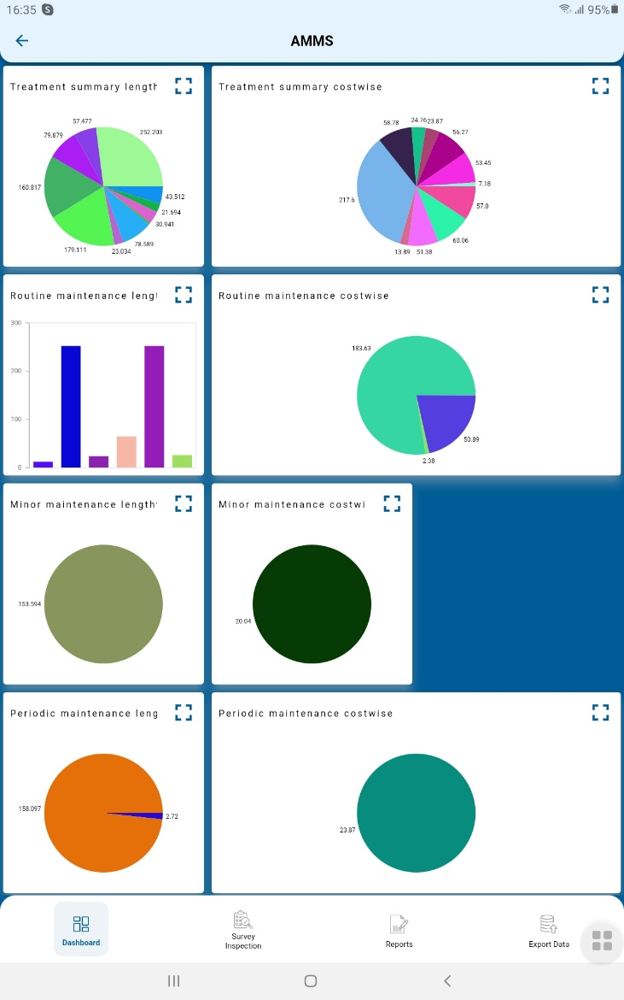 16:35 S 95%
AMMS
Treatment summary length
Treatment summary costwise
57.477
252.203
79.879
160.817
43.512
21.694
30.941
78.589
23.034
179.111
58.78
24.76
23.87
56.27
53.45
7.18
57.0
60.06
51.38
13.89
217.6
Routine maintenance lengt
Routine maintenance costwise
300
200
100
0
183.63
50.89
2.38
Minor maintenance length
Minor maintenance costwi
153.594
20.04
Periodic maintenance leng
Periodic maintenance costwise
158.097
2.72
23.87
Dashboard
Survey
Inspection
Reports
Export Data